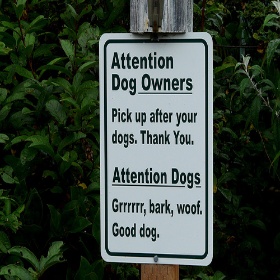 Attention
Dog Owners
Pick up after your
dogs. Thank You.
Attention Dogs
Grrrrrr, bark, woof.
Good dog.